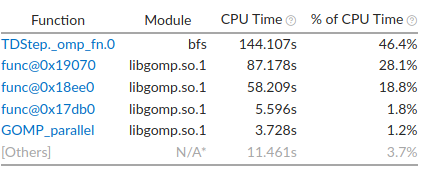 Function Module CPU Time % of CPU Time
TDStep._omp_fn.0 bfs 144.107s 46.4%
func@0x19070 libgomp.so.1 87.178s 28.1%
func@0x18ee0 libgomp.so.1 58.209s 18.8%
func@0x17db0 libgomp.so.1 5.596s 1.8%
GOMP_parallel libgomp.so.1 3.728s 1.2%
[Others] N/A* 11.461s 3.7%